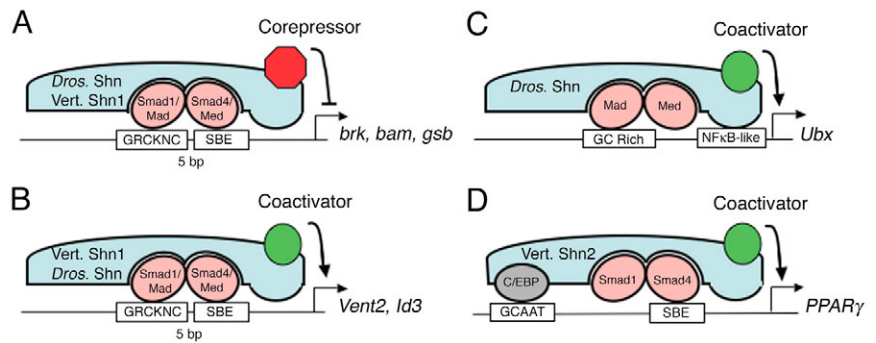 A
Corepressor
Dros. Shn
Vert. Shn1
Smad1/
Mad
Smad4/
Med
GRCKNC
SBE
5 bp
brk, bam, gsb
B
Coactivator
Vert. Shn1
Dros. Shn
Smad1/
Mad
Smad4/
Med
GRCKNC
SBE
5 bp
Vent2, Id3
C
Coactivator
Dros. Shn
Mad
Med
GC Rich
NFκB-like
Ubx
D
Coactivator
Vert. Shn2
C/EBP
Smad1
Smad4
GCAAT
SBE
PPARγ